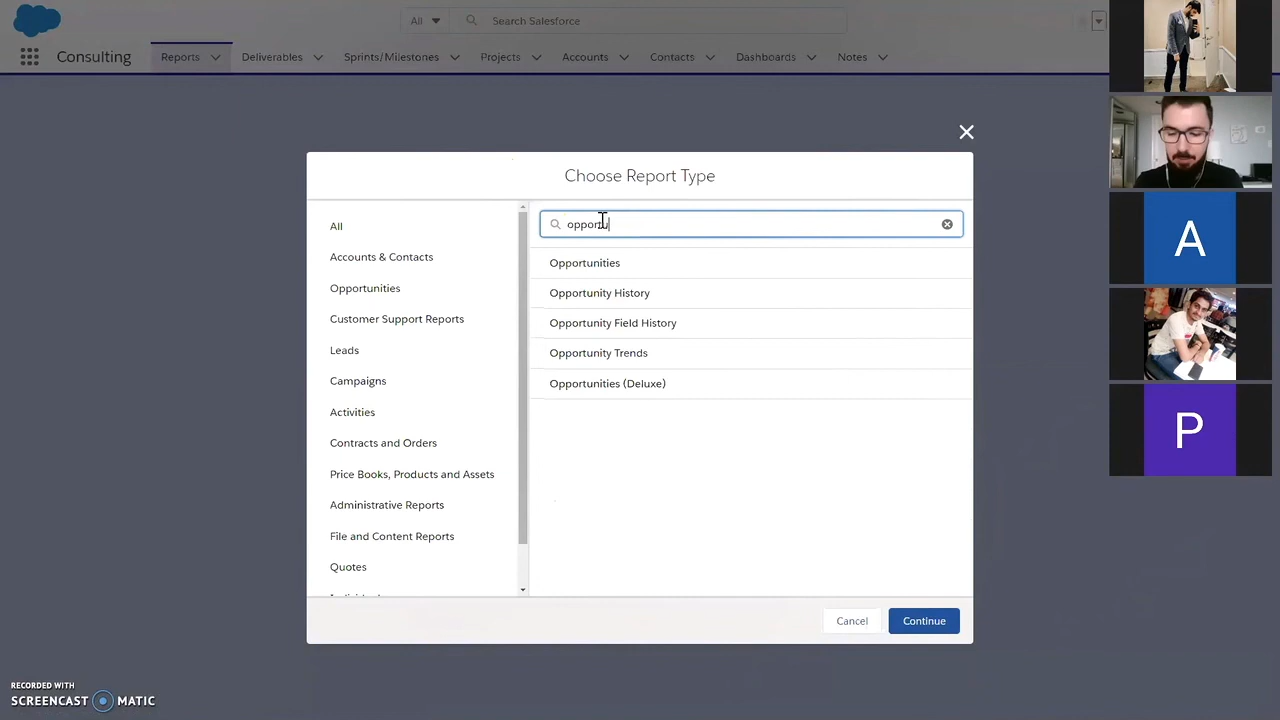 All
Search Salesforce
Consulting
Reports
Deliverables
Sprints/Milestones
Projects
Accounts
Contacts
Dashboards
Notes
Choose Report Type
All
Accounts & Contacts
Opportunities
Customer Support Reports
Leads
Campaigns
Activities
Contracts and Orders
Price Books, Products and Assets
Administrative Reports
File and Content Reports
Quotes
opportu
Opportunities
Opportunity History
Opportunity Field History
Opportunity Trends
Opportunities (Deluxe)
Cancel
Continue
A
P
RECORDED WITH
SCREENCAST MATIC